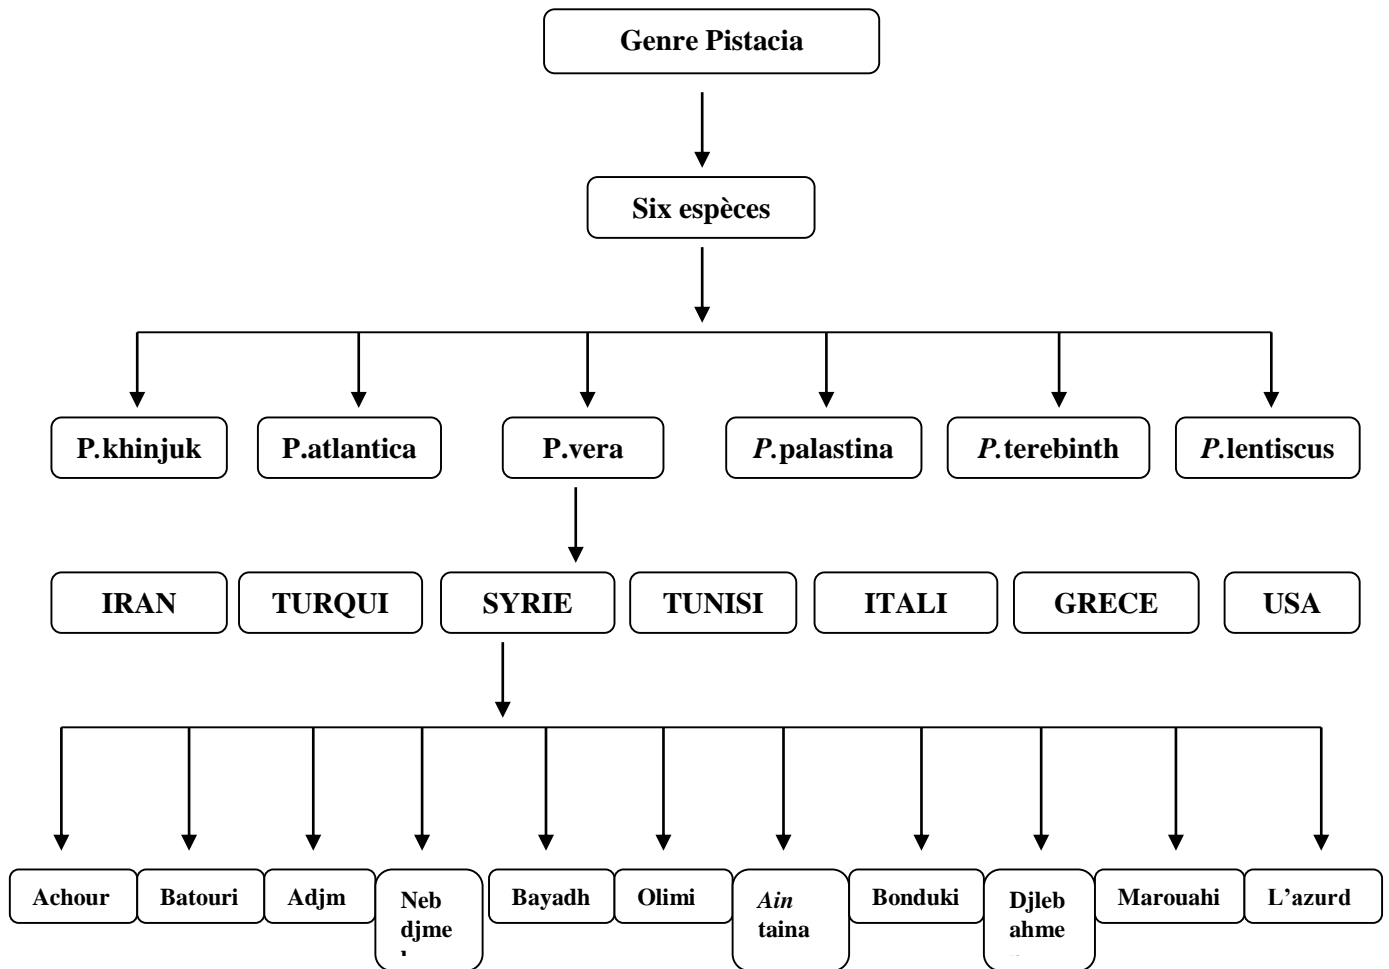 Genre Pistacia
Six espèces
P.khinjuk
P.atlantica
P.vera
P.palastina
P.terebinth
P.lentiscus
IRAN
TURQUI
SYRIE
TUNISI
ITALI
GRECE
USA
Achour
Batouri
Adjm
Neb
djme
Bayadh
Olimi
Ain
taina
Bonduki
Djleb
ahme
Marouahi
L’azurd